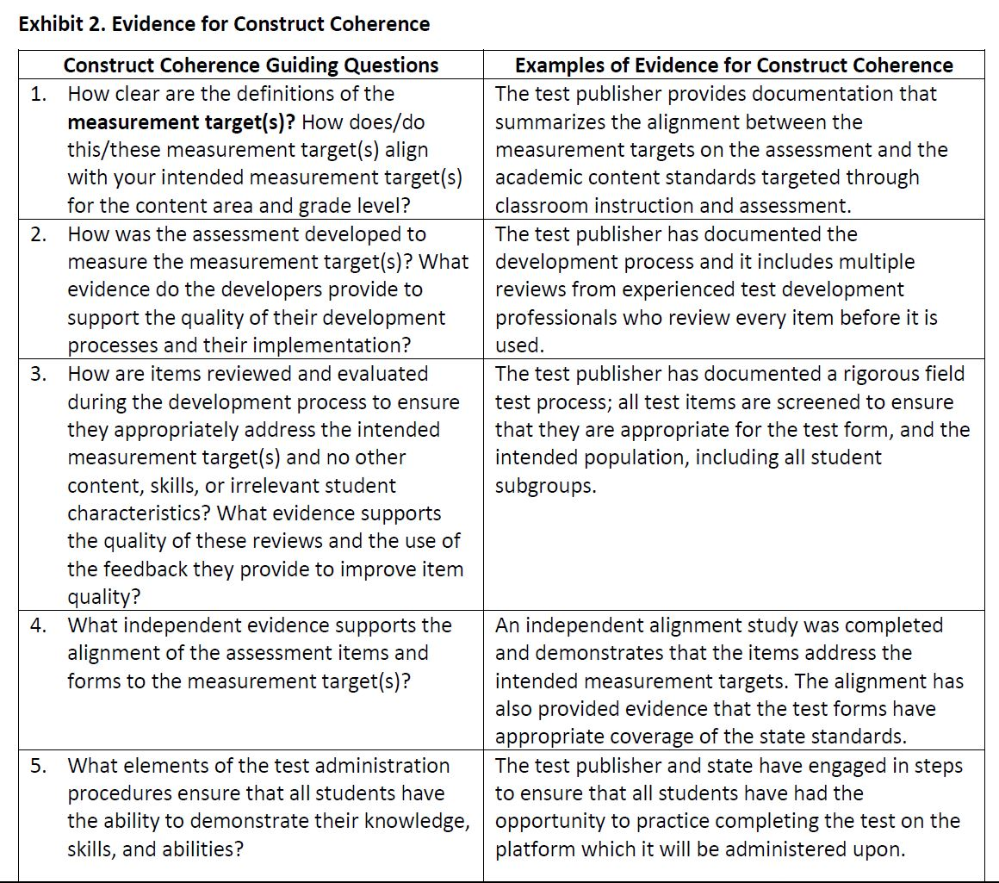 Exhibit 2. Evidence for Construct Coherence
Construct Coherence Guiding Questions
Examples of Evidence for Construct Coherence
1. How clear are the definitions of the
measurement target(s)? How does/do
this/these measurement target(s) align
with your intended measurement target(s)
for the content area and grade level?
The test publisher provides documentation that
summarizes the alignment between the
measurement targets on the assessment and the
academic content standards targeted through
classroom instruction and assessment.
2. How was the assessment developed to
measure the measurement target(s)? What
evidence do the developers provide to
support the quality of their development
processes and their implementation?
The test publisher has documented the
development process and it includes multiple
reviews from experienced test development
professionals who review every item before it is
used.
3. How are items reviewed and evaluated
during the development process to ensure
they appropriately address the intended
measurement target(s) and no other
content, skills, or irrelevant student
characteristics? What evidence supports
the quality of these reviews and the use of
the feedback they provide to improve item
quality?
The test publisher has documented a rigorous field
test process; all test items are screened to ensure
that they are appropriate for the test form, and the
intended population, including all student
subgroups.
4. What independent evidence supports the
alignment of the assessment items and
forms to the measurement target(s)?
An independent alignment study was completed
and demonstrates that the items address the
intended measurement targets. The alignment has
also provided evidence that the test forms have
appropriate coverage of the state standards.
5. What elements of the test administration
procedures ensure that all students have
the ability to demonstrate their knowledge,
skills, and abilities?
The test publisher and state have engaged in steps
to ensure that all students have had the
opportunity to practice completing the test on the
platform which it will be administered upon.